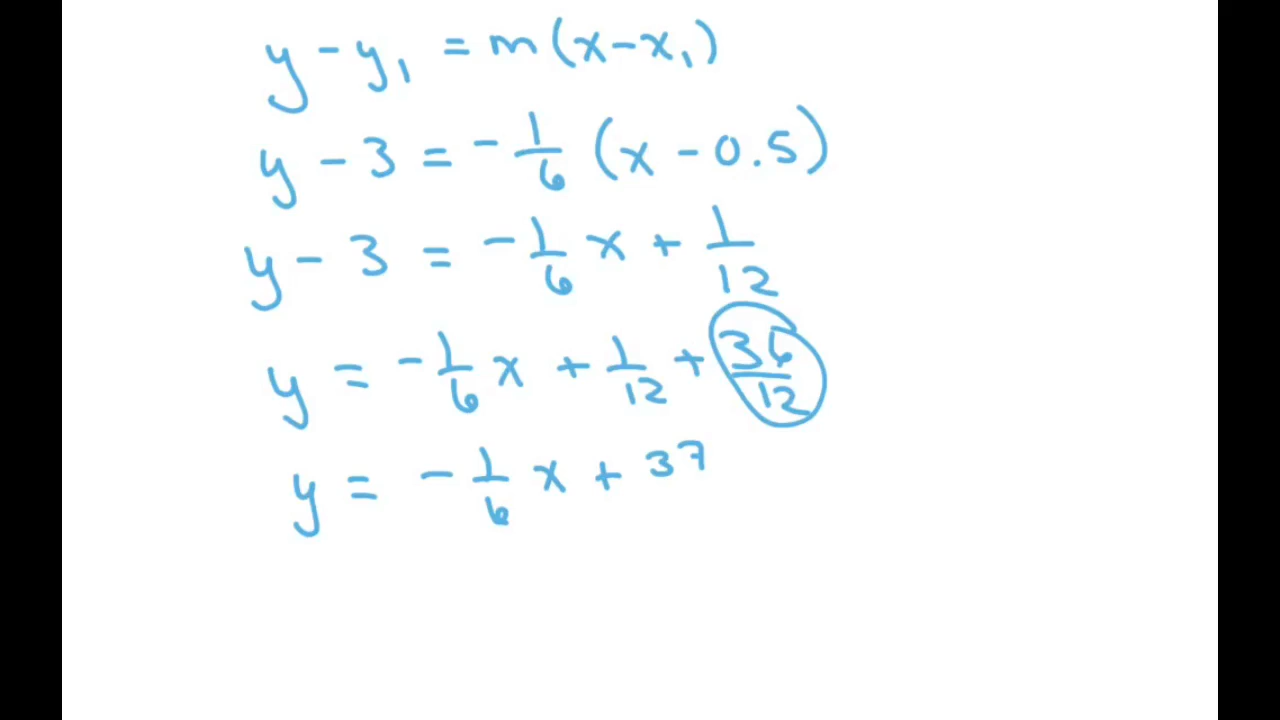 y - y₁ = m(x - x₁)
y - 3 = -1/6 (x - 0.5)
y - 3 = -1/6 x + 1/12
y = -1/6 x + 1/12 + 36/12
y = -1/6 x + 37